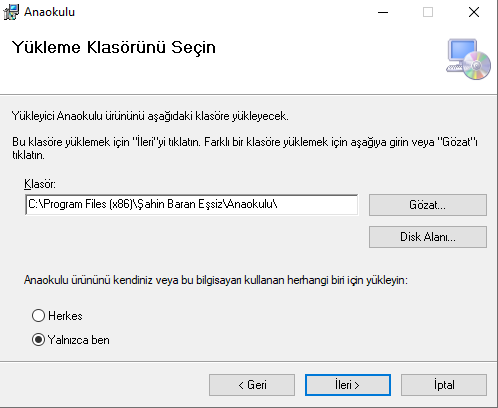 Anaokulu
Yükleme Klasörünü Seçin
Yükleyici Anaokulu ürününü aşağıdaki klasöre yükleyecek.
Bu klasöre yüklemek için "İleri"yi tıklatın. Farklı bir klasöre yüklemek için aşağıya girin veya "Gözat"ı
tıklatın.
Klasör:
C:\Program Files (x86)\Şahin Baran Eşsiz\Anaokulu\
Gözat...
Disk Alanı...
Anaokulu ürününü kendiniz veya bu bilgisayarı kullanan herhangi biri için yükleyin:
Herkes
Yalnızca ben
< Geri
İleri >
İptal